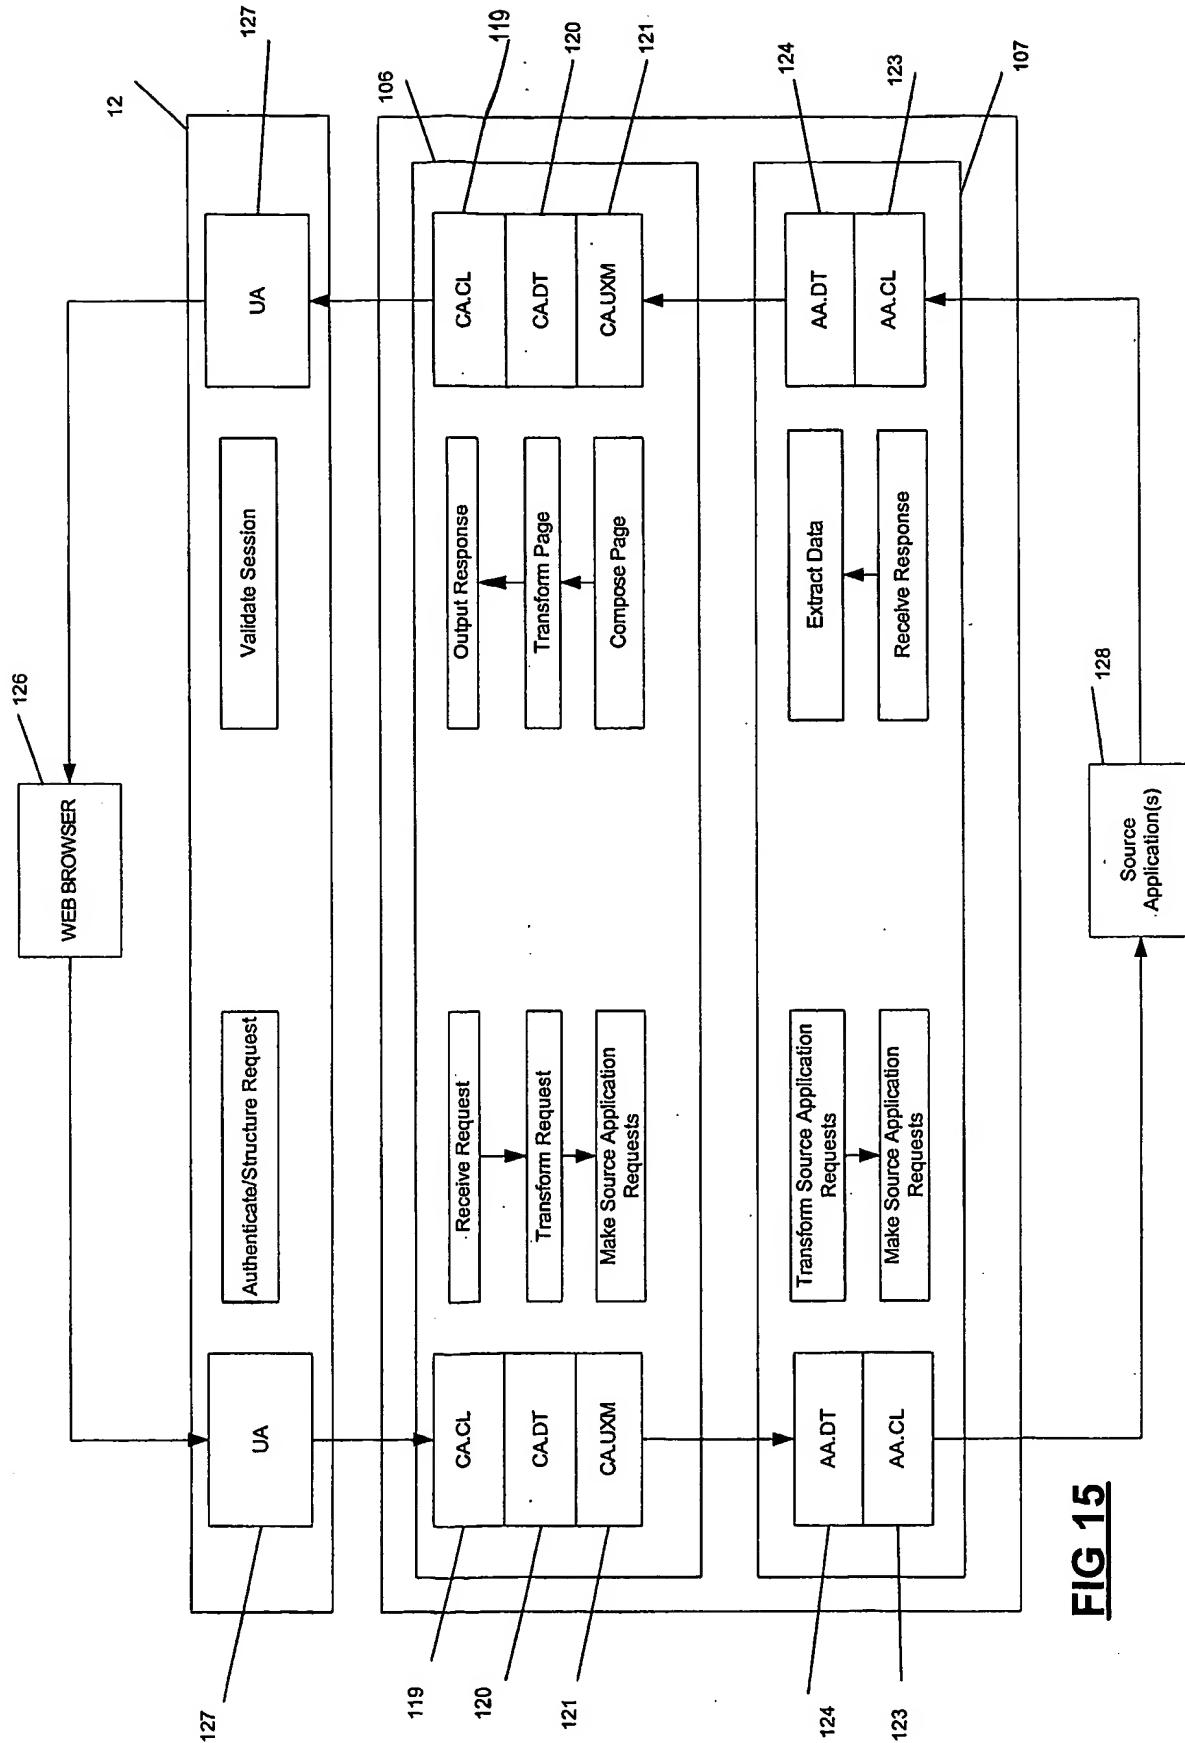 126
WEB BROWSER
12
127
UA
Authenticate/Structure Request
Validate Session
UA
127
106
119
CA.CL
Receive Request
Output Response
CA.CL
119
120
CA.DT
Transform Request
Transform Page
CA.DT
120
121
CA.UXM
Make Source Application
Requests
Compose Page
CA.UXM
121
124
AA.DT
Transform Source Application
Requests
Extract Data
AA.DT
124
123
AA.CL
Make Source Application
Requests
Receive Response
AA.CL
123
107
128
Source
Application(s)
FIG 15